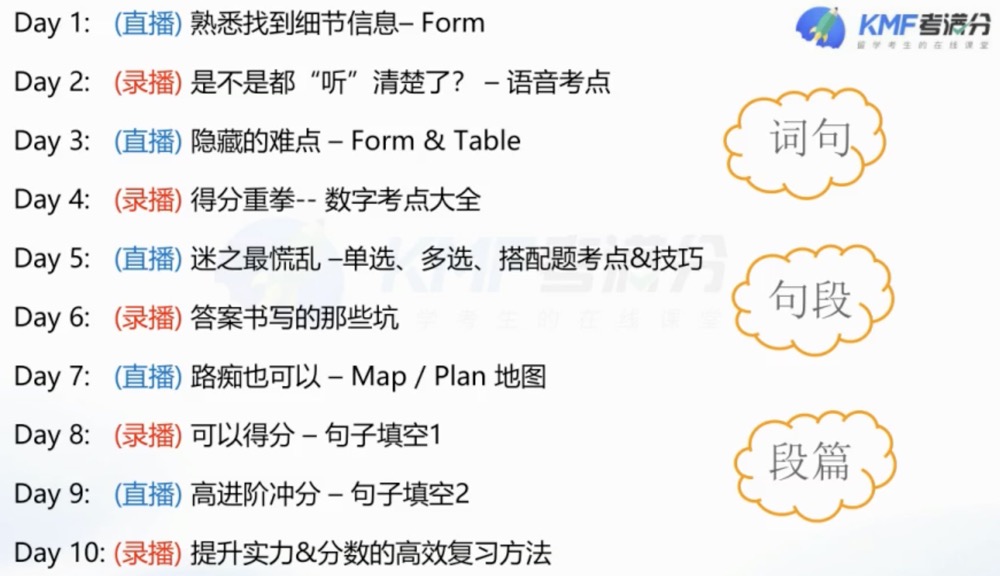 Day 1: (直播) 熟悉找到细节信息– Form
KMF考满分
留学考生的在线课堂
Day 2: (录播) 是不是都“听”清楚了? – 语音考点
词句
Day 3: (直播) 隐藏的难点 – Form & Table
Day 4: (录播) 得分重拳-- 数字考点大全
Day 5: (直播) 迷之最慌乱 –单选、多选、搭配题考点&技巧
KMF考满分
句段
Day 6: (录播) 答案书写的那些坑
学考生的在线课堂
Day 7: (直播) 路痴也可以 – Map / Plan 地图
Day 8: (录播) 可以得分 – 句子填空1
段篇
Day 9: (直播) 高进阶冲分 – 句子填空2
Day 10: (录播) 提升实力&分数的高效复习方法